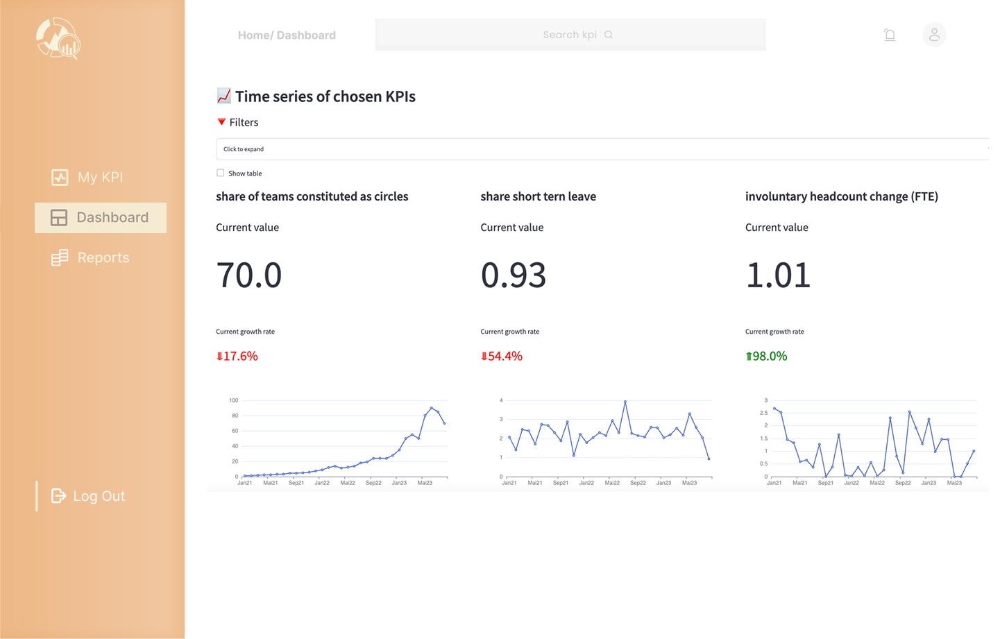 Home/ Dashboard
Search kpi
📈 Time series of chosen KPIs
🔻 Filters
Click to expand
Show table
My KPI
Dashboard
Reports
Log Out
share of teams constituted as circles
Current value
70.0
Current growth rate
⇓17.6%
100
80
60
40
20
0
Jan21 Mai21 Sep21 Jan22 Mai22 Sep22 Jan23 Mai23
share short tern leave
Current value
0.93
Current growth rate
⇓54.4%
4
3
2
1
0
Jan21 Mai21 Sep21 Jan22 Mai22 Sep22 Jan23 Mai23
involuntary headcount change (FTE)
Current value
1.01
Current growth rate
⇑98.0%
3
2.5
2
1.5
1
0.5
0
Jan21 Mai21 Sep21 Jan22 Mai22 Sep22 Jan23 Mai23